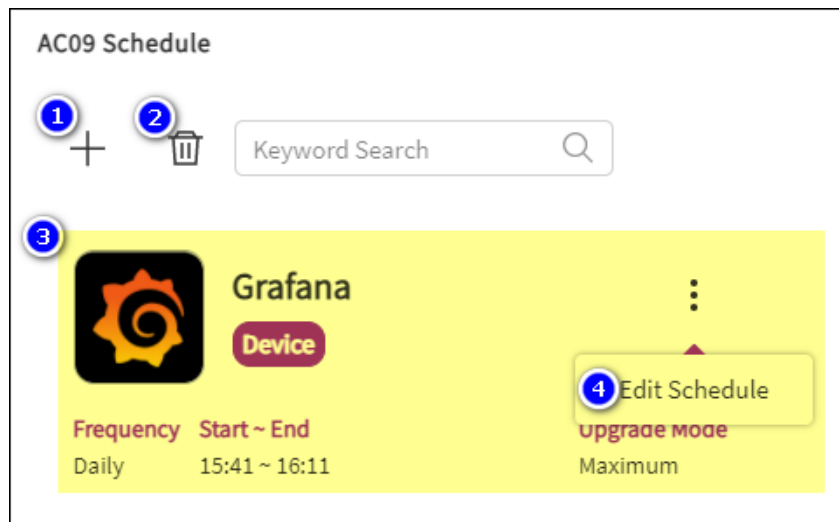 AC09 Schedule
1
2
Keyword Search
3
Grafana
Device
4 Edit Schedule
Frequency Start ~ End Upgrade Mode
Daily 15:41 ~ 16:11 Maximum